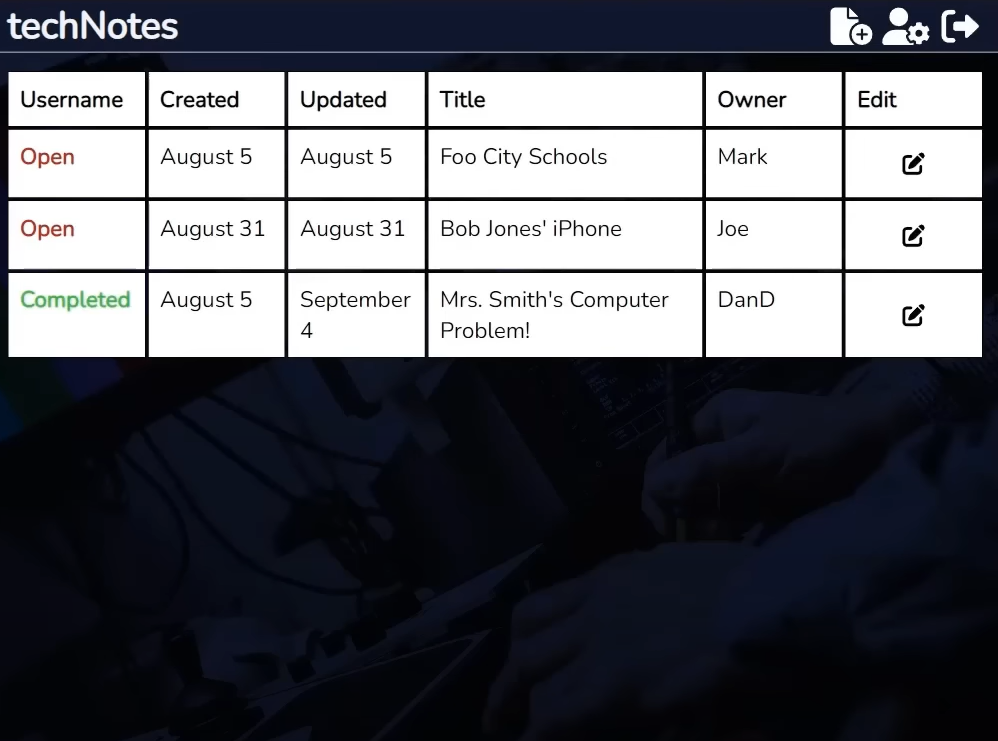 techNotes
Username Created Updated Title Owner Edit
Open August 5 August 5 Foo City Schools Mark
Open August 31 August 31 Bob Jones' iPhone Joe
Completed August 5 September Mrs. Smith's Computer DanD
4 Problem!